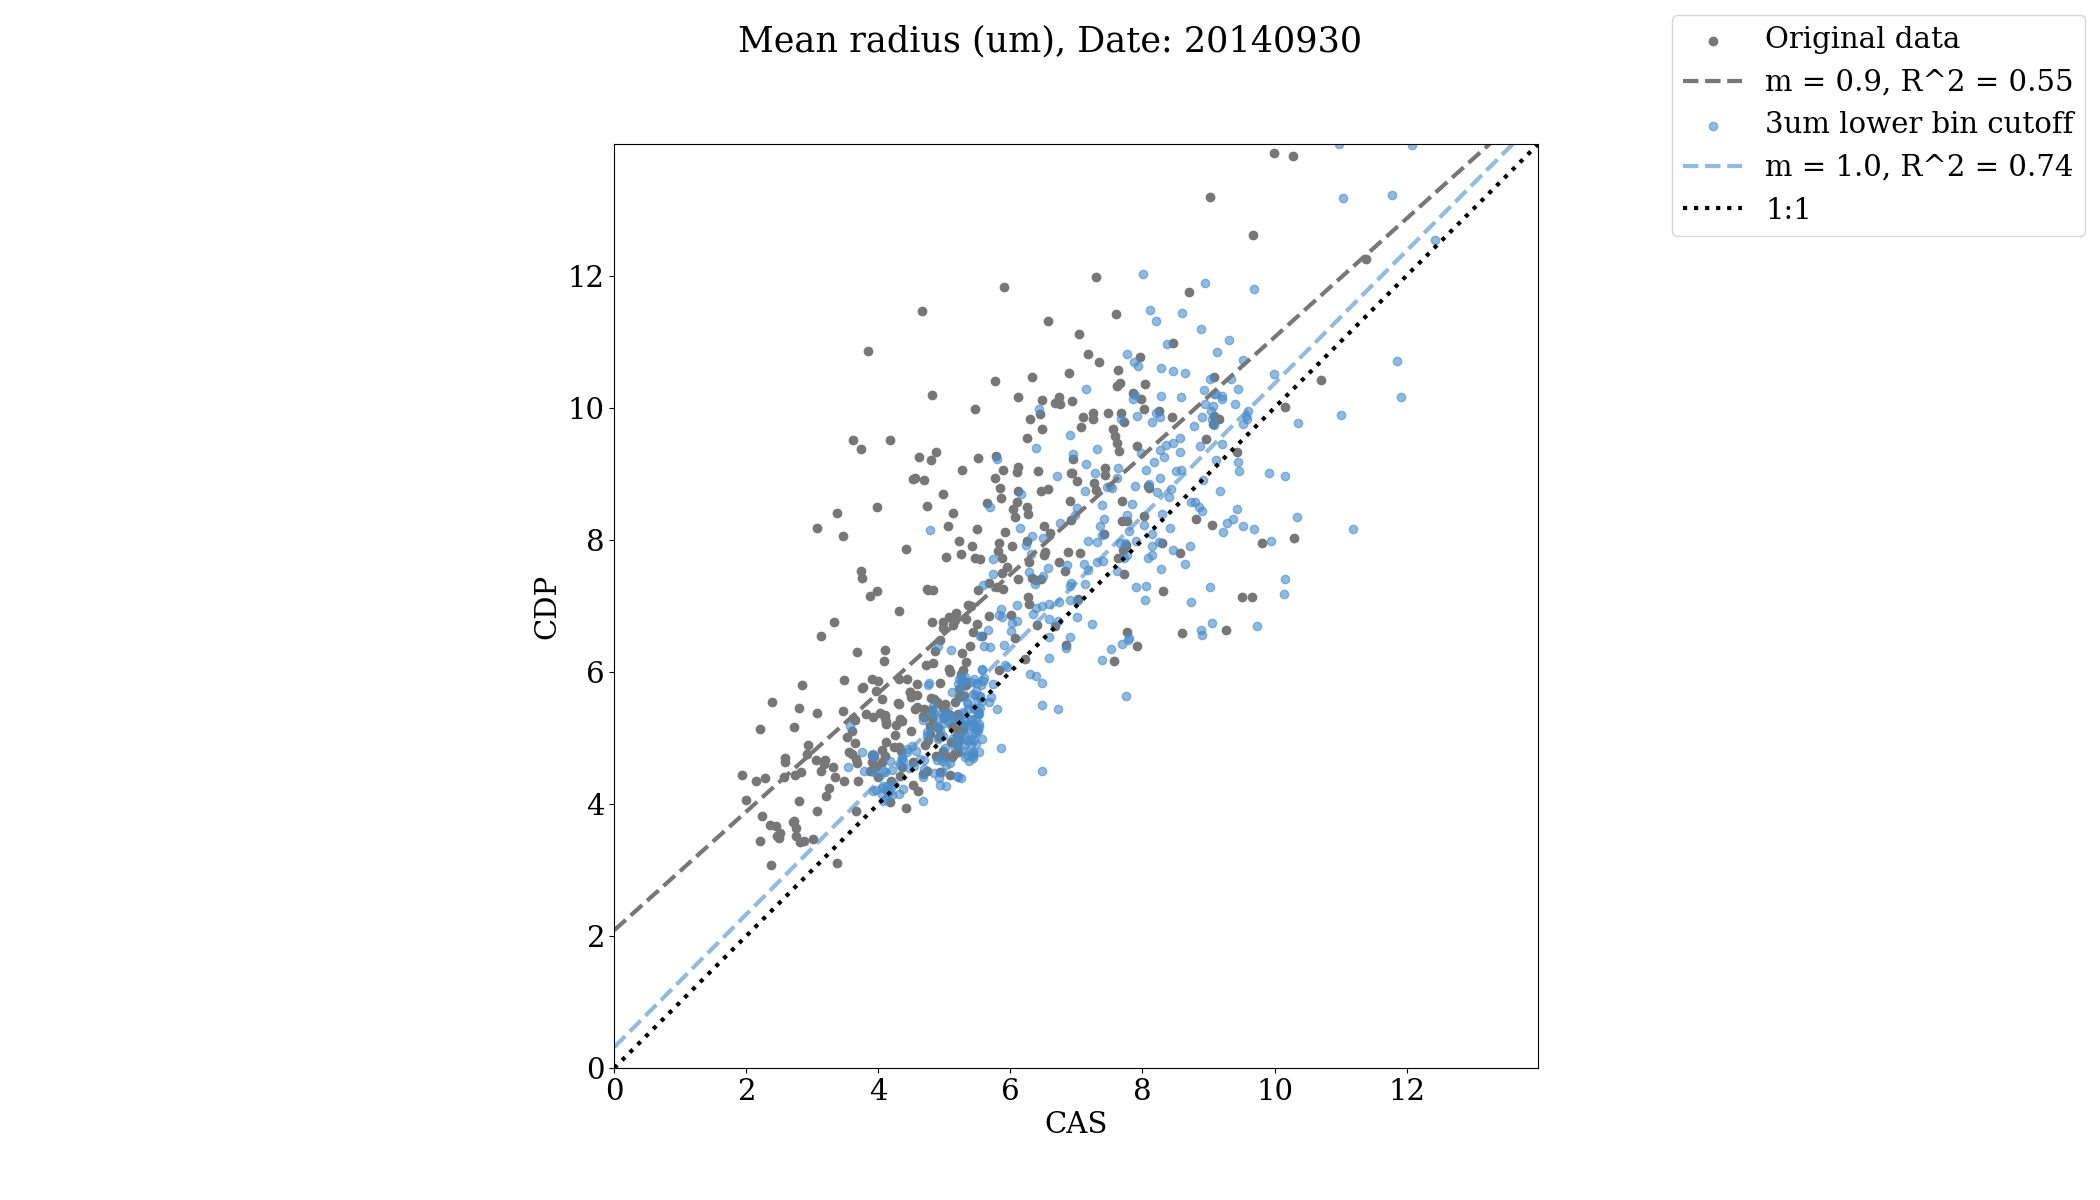 Mean radius (um), Date: 20140930
Original data
m = 0.9, R^2 = 0.55
3um lower bin cutoff
m = 1.0, R^2 = 0.74
1:1
12
10
8
6
4
2
0
CDP
0 2 4 6 8 10 12
CAS